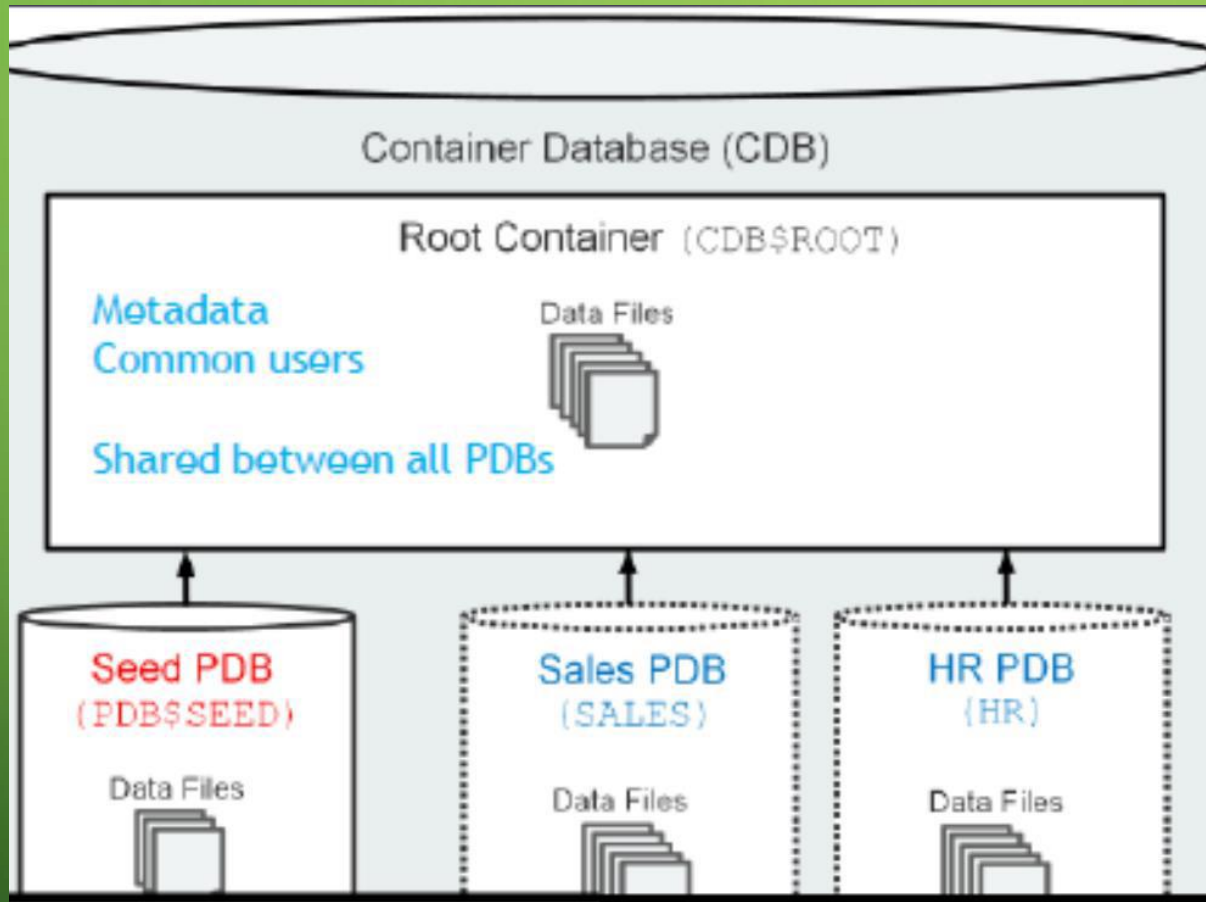 Container Database (CDB)
Root Container (CDB$ROOT)
Metadata
Common users
Data Files
Shared between all PDBs
Seed PDB
(PDB$SEED)
Data Files
Sales PDB
(SALES)
Data Files
HR PDB
(HR)
Data Files